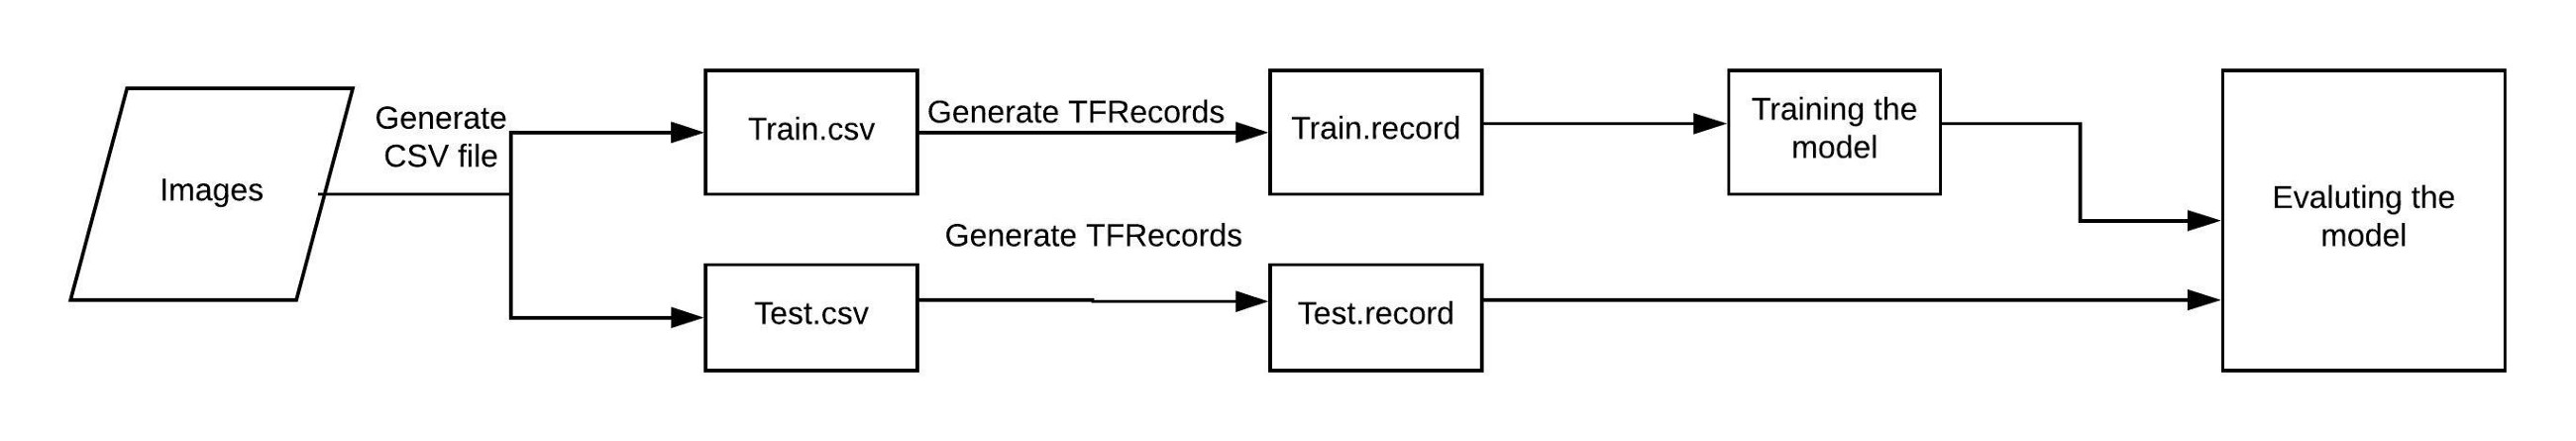 Images
Generate
CSV file
Train.csv
Generate TFRecords
Train.record
Training the
model
Test.csv
Generate TFRecords
Test.record
Evaluting the
model